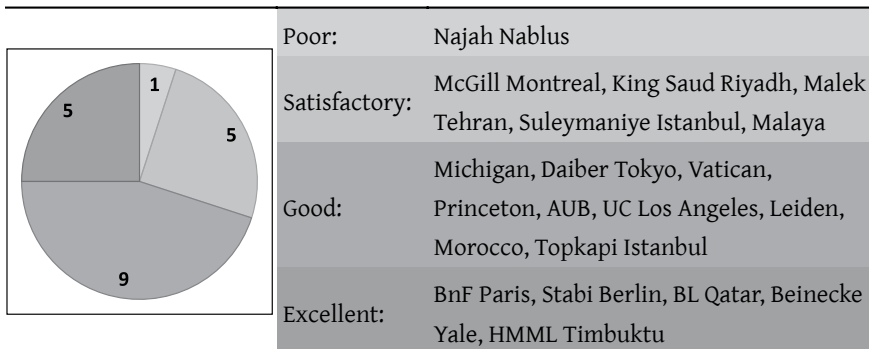 1
5
9
5
Poor: Najah Nablus
Satisfactory: McGill Montreal, King Saud Riyadh, Malek
Tehran, Suleymaniye Istanbul, Malaya
Good: Michigan, Daiber Tokyo, Vatican,
Princeton, AUB, UC Los Angeles, Leiden,
Morocco, Topkapi Istanbul
Excellent: BnF Paris, Stabi Berlin, BL Qatar, Beinecke
Yale, HMML Timbuktu